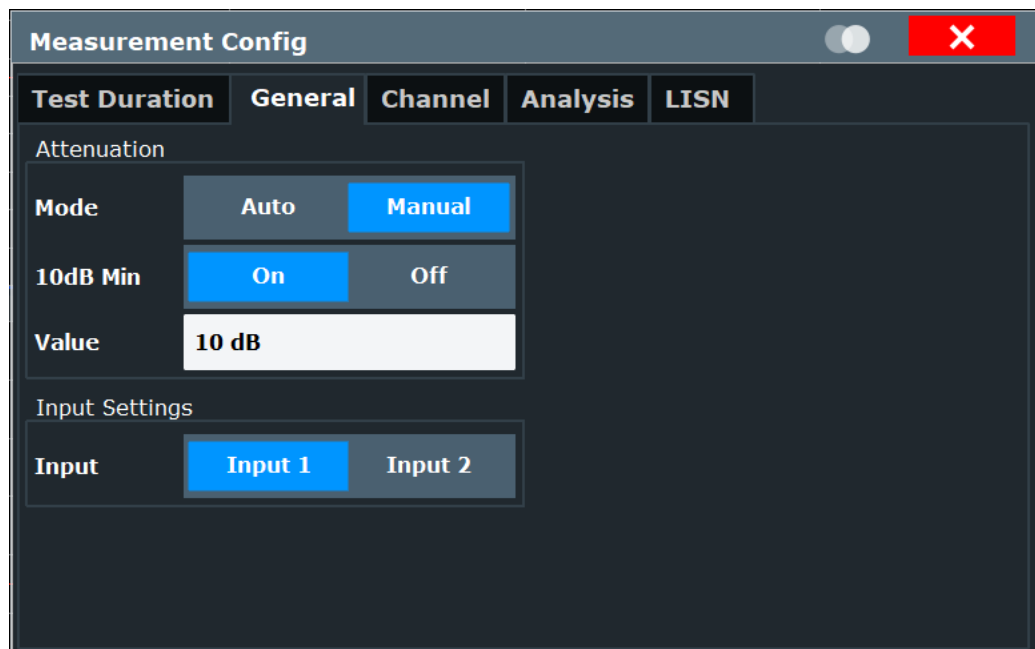 Measurement Config
Test Duration General Channel Analysis LISN
Attenuation
Mode Auto Manual
10dB Min On Off
Value 10 dB
Input Settings
Input Input 1 Input 2